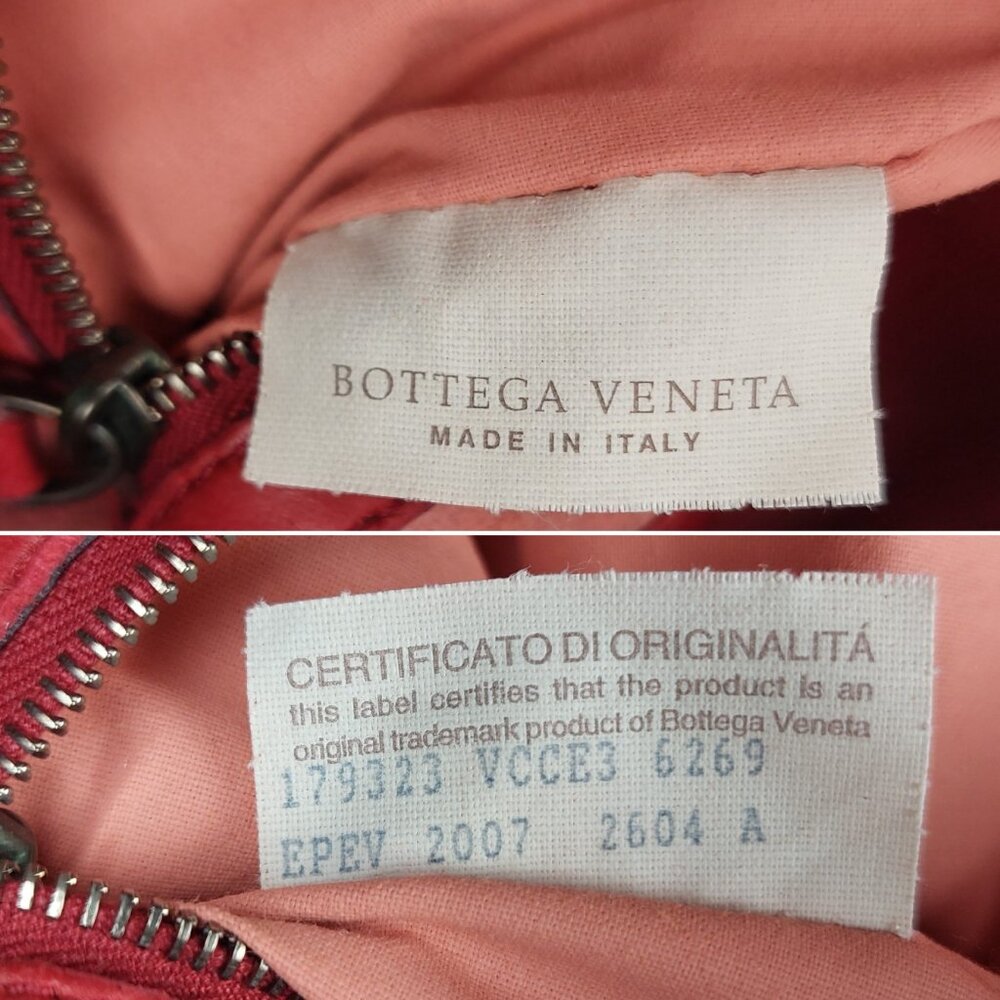 BOTTEGA VENETA
MADE IN ITALY
CERTIFICATO DI ORIGINALITÁ
this label certifies that the product is an
original trademark product of Bottega Veneta
179323 VCCE3 6269
EPEV 2007 2604 A